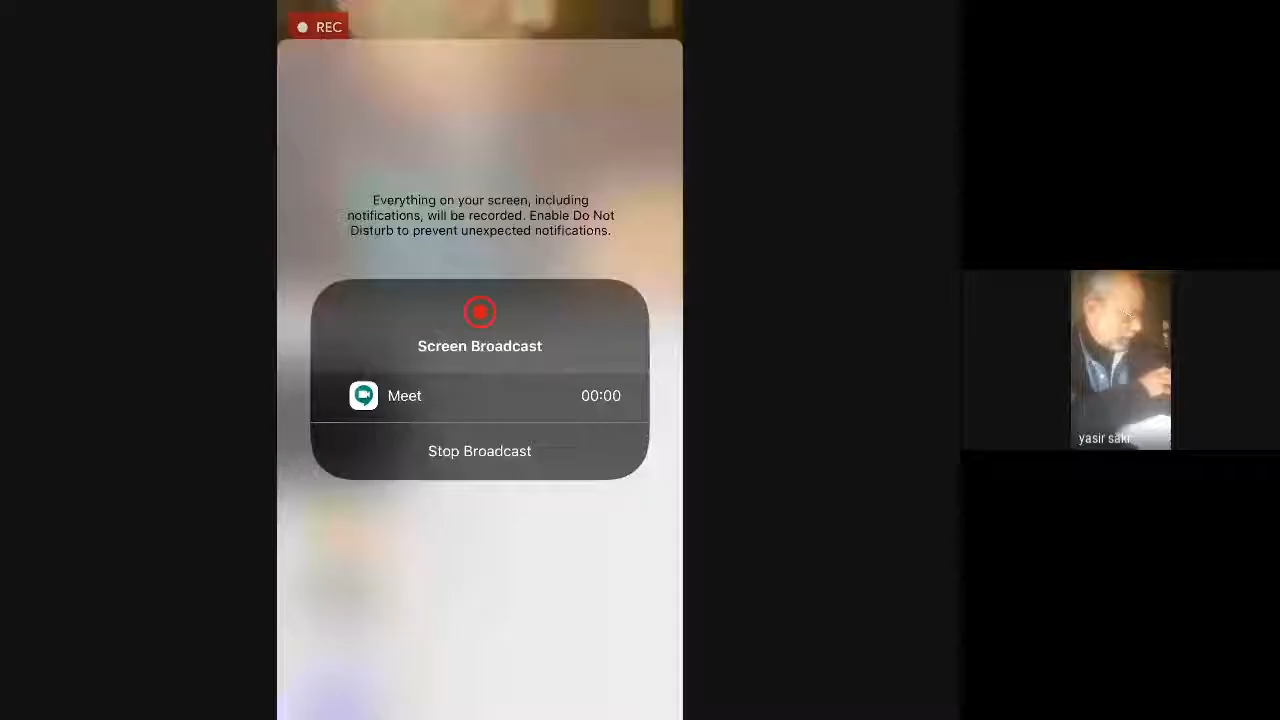 REC
Everything on your screen, including
notifications, will be recorded. Enable Do Not
Disturb to prevent unexpected notifications.
Screen Broadcast
Meet 00:00
Stop Broadcast
yasir sakr